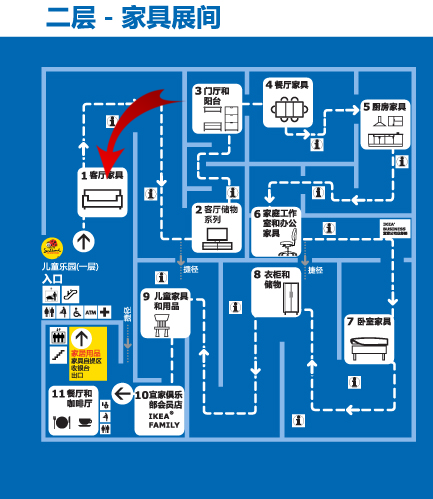 二层 - 家具展间
3 门厅和
阳台
4 餐厅家具
5 厨房家具
1 客厅家具
2 客厅储物
系列
6 家庭工作
室和办公
家具
IKEA
BUSINESS
儿童乐园(一层)
入口
捷径
捷径
8 衣柜和
储物
9 儿童家具
和用品
7 卧室家具
ATM
捷径
家居用品
家具自提区
收银台
出口
11 餐厅和
咖啡厅
10 宜家俱乐
部会员店
IKEA®
FAMILY